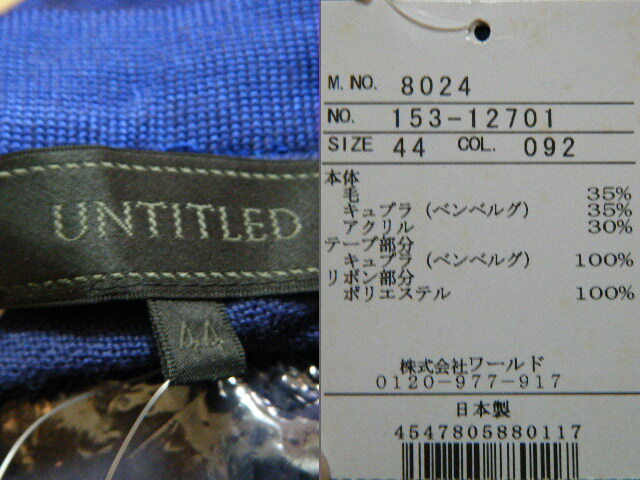 UNTITLED
44
M.NO. 8024
NO. 153-12701
SIZE 44 COL. 092
本体
毛 35%
キュプラ (ベンベルグ) 35%
アクリル 30%
テープ部分
キュプラ (ベンベルグ) 100%
リボン部分
ポリエステル 100%
株式会社ワールド
0120-977-917
日本製
4547805880117